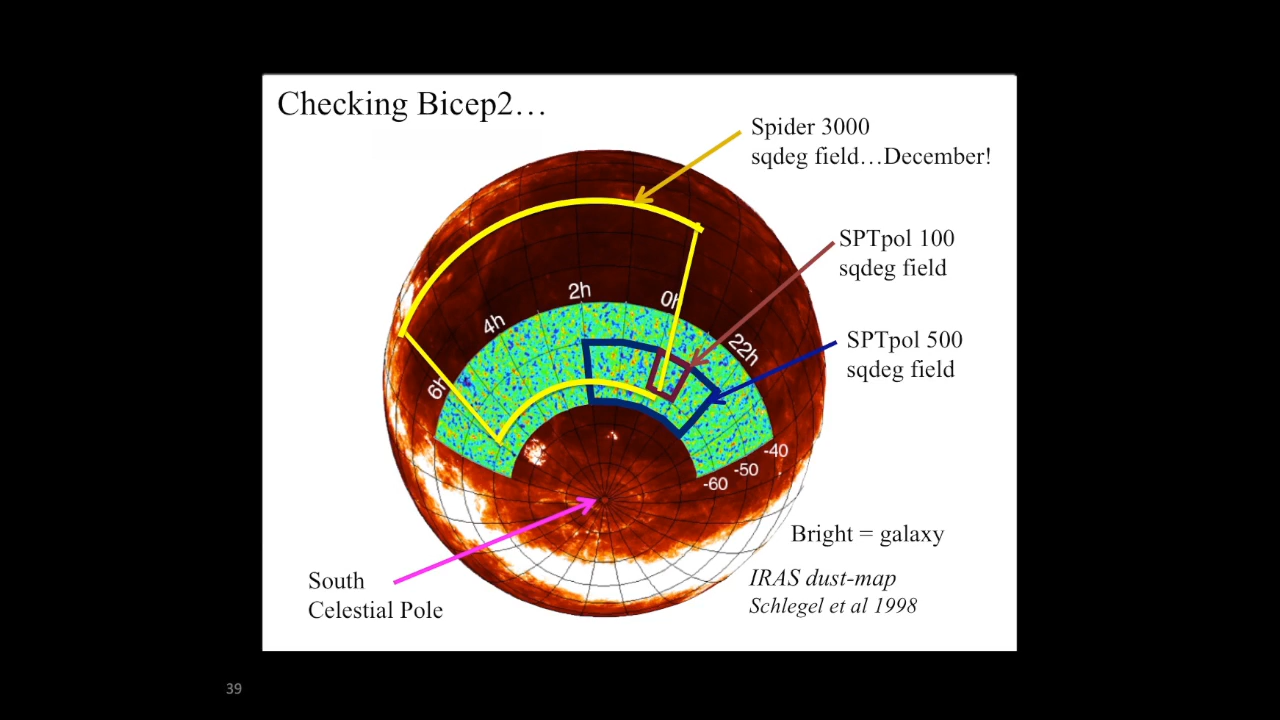 Checking Bicep2…
Spider 3000
sqdeg field…December!
SPTpol 100
sqdeg field
2h
0h
4h
22h
SPTpol 500
sqdeg field
6h
-40
-50
-60
Bright = galaxy
IRAS dust-map
Schlegel et al 1998
South
Celestial Pole
39